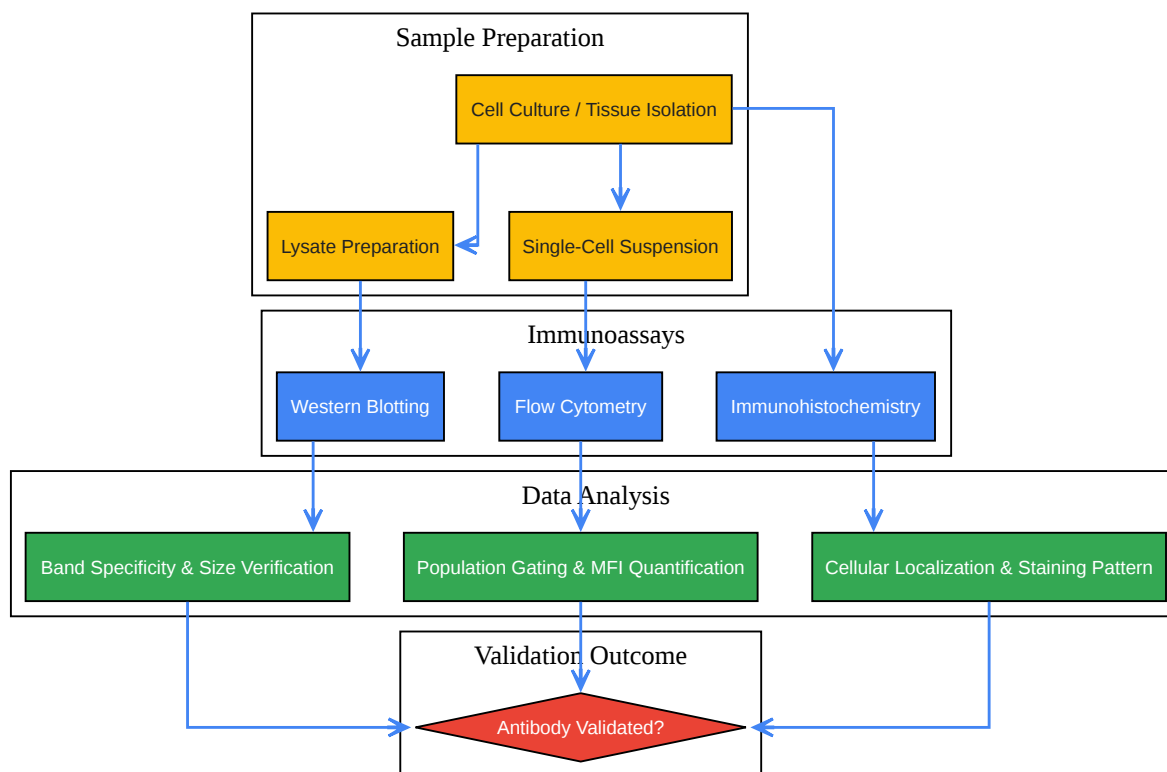 Sample Preparation
Cell Culture / Tissue Isolation
Lysate Preparation
Single-Cell Suspension
Immunoassays
Western Blotting
Flow Cytometry
Immunohistochemistry
Data Analysis
Band Specificity & Size Verification
Population Gating & MFI Quantification
Cellular Localization & Staining Pattern
Validation Outcome
Antibody Validated?